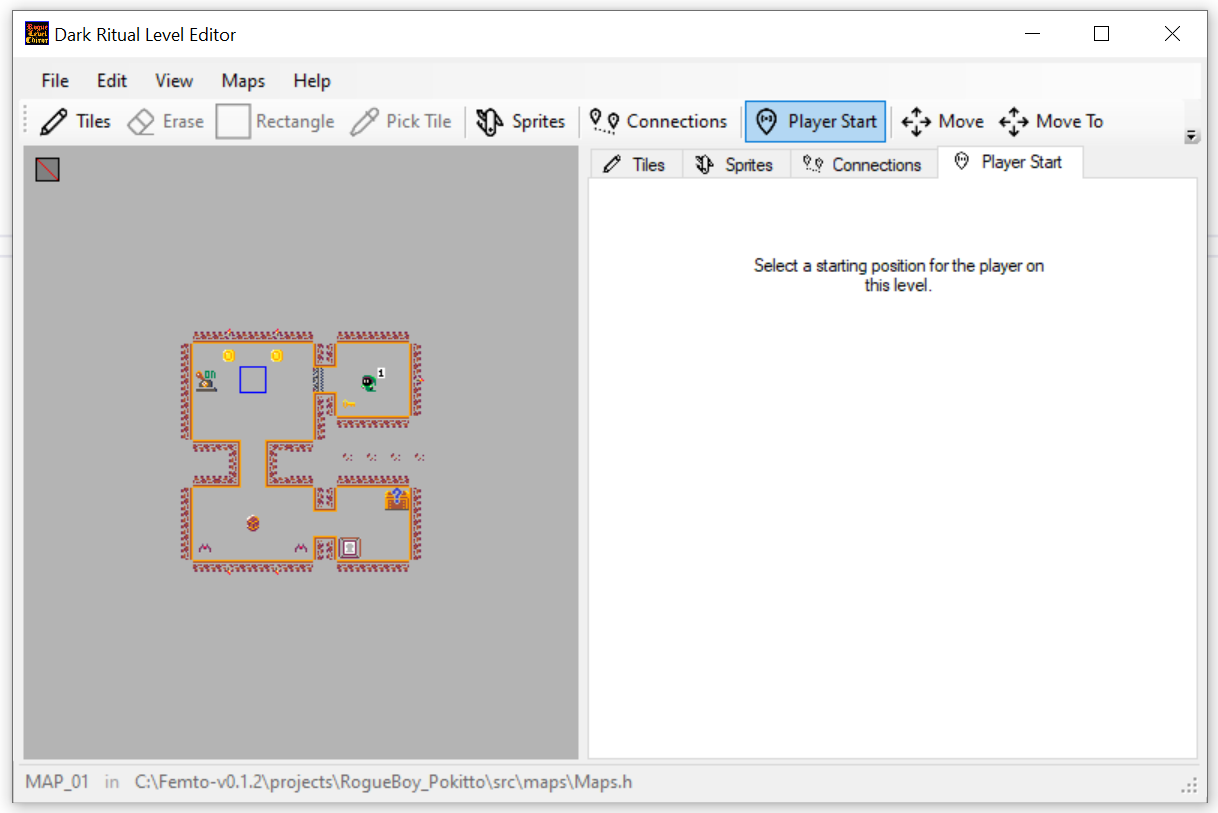 Dark Ritual Level Editor
File Edit View Maps Help
Tiles Erase Rectangle Pick Tile Sprites Connections Player Start Move Move To
Tiles Sprites Connections Player Start
Select a starting position for the player on
this level.
1
on
?
MAP_01 in C:\Femto-v0.1.2\projects\RogueBoy_Pokitto\src\maps\Maps.h